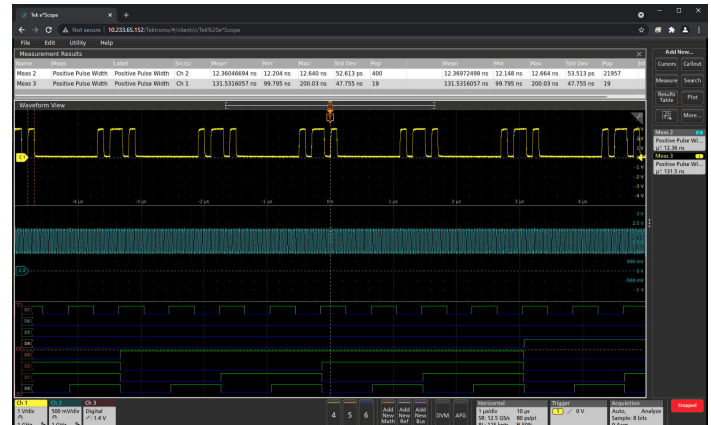 Tek e*Scope
Not secure | 10.233.65.152/Tektronix/#/client/c/Tek%20e*Scope
File Edit Utility Help
Measurement Results
Name Meas Label Src(s) Mean' Min' Max' Std Dev' Pop' Mean Min Max Std Dev Pop
Meas 2 Positive Pulse Width Positive Pulse Width Ch 2 12.36046694 ns 12.204 ns 12.640 ns 52.613 ps 400 12.36972498 ns 12.148 ns 12.664 ns 53.513 ps 21957
Meas 3 Positive Pulse Width Positive Pulse Width Ch 1 131.5316057 ns 99.795 ns 200.03 ns 47.755 ns 19 131.5316057 ns 99.795 ns 200.03 ns 47.755 ns 19
Waveform View
Add New...
Cursors Callout
Measure Search
Results Table Plot
More...
Meas 2
Positive Pulse Wi...
µ': 12.36 ns
Meas 3
Positive Pulse Wi...
µ': 131.5 ns
C1
-1 V
-2 V
-3 V
-4 V
-4 µs -3 µs -2 µs -1 µs 0 s 1 µs 2 µs 3 µs 4 µs
3 V
2.5 V
500 mV
C2
0 V
-500 mV
-1 V
D7
D6
D5
D4
D3
D2
D1
D0
Ch 1
1 V/div
1 GHz
Ch 2
500 mV/div
1 GHz
Ch 3
Digital
: 1.4 V
4 5 6
Add New Math
Add New Ref
Add New Bus
DVM AFG
Horizontal
1 µs/div 10 µs
SR: 12.5 GS/s 80 ps/pt
RL: 125 kpts 50%
Trigger
1 0 V
Acquisition
Auto, Analyze
Sample: 8 bits
Stopped